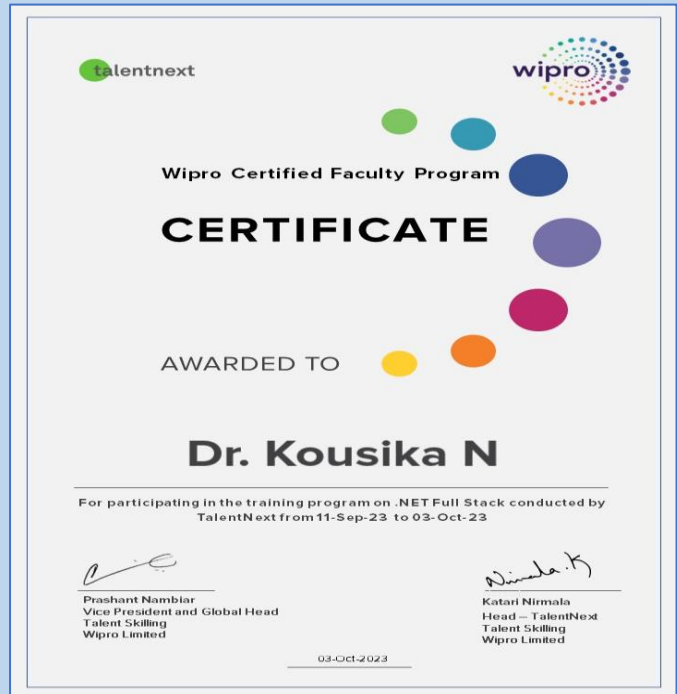 talentnext
wipro
Wipro Certified Faculty Program
CERTIFICATE
AWARDED TO
Dr. Kousika N
For participating in the training program on .NET Full Stack conducted by
TalentNext from 11-Sep-23 to 03-Oct-23
Nirmala.K
Prashant Nambiar
Vice President and Global Head
Talent Skilling
Wipro Limited
Katari Nirmala
Head – TalentNext
Talent Skilling
Wipro Limited
03-Oct-2023